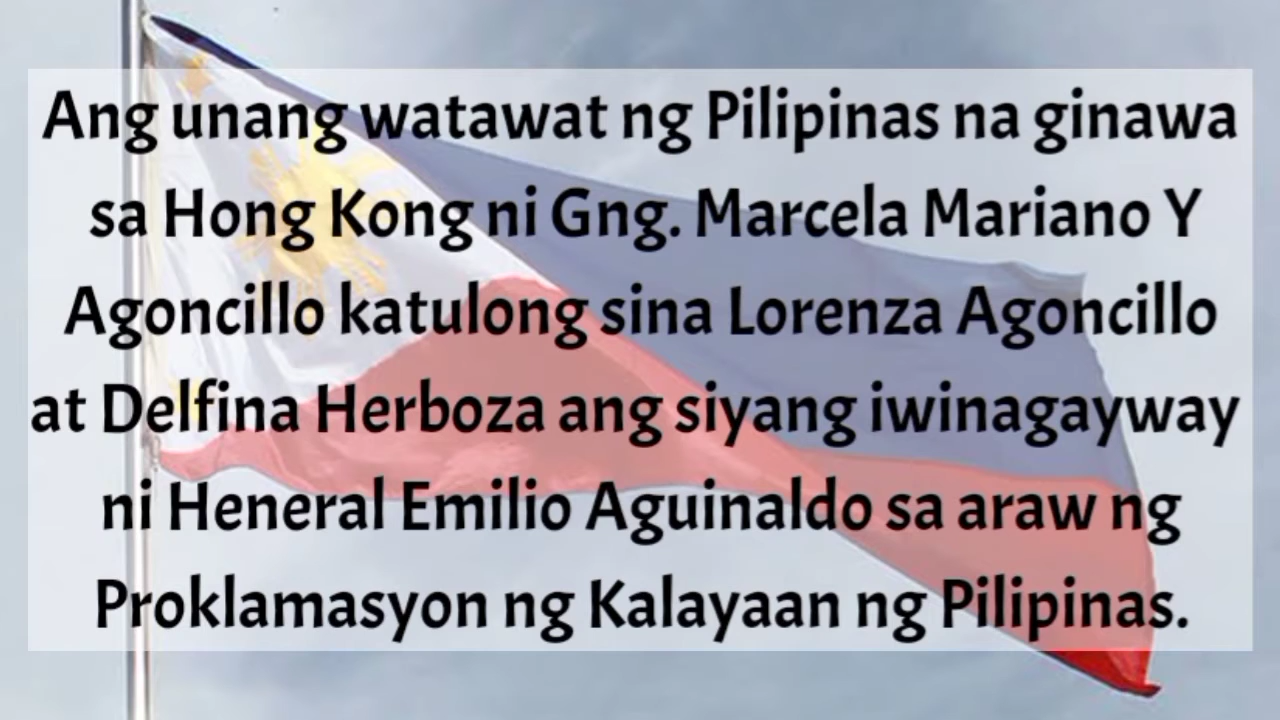 Ang unang watawat ng Pilipinas na ginawa
sa Hong Kong ni Gng. Marcela Mariano Y
Agoncillo katulong sina Lorenza Agoncillo
at Delfina Herboza ang siyang iwinagayway
ni Heneral Emilio Aguinaldo sa araw ng
Proklamasyon ng Kalayaan ng Pilipinas.